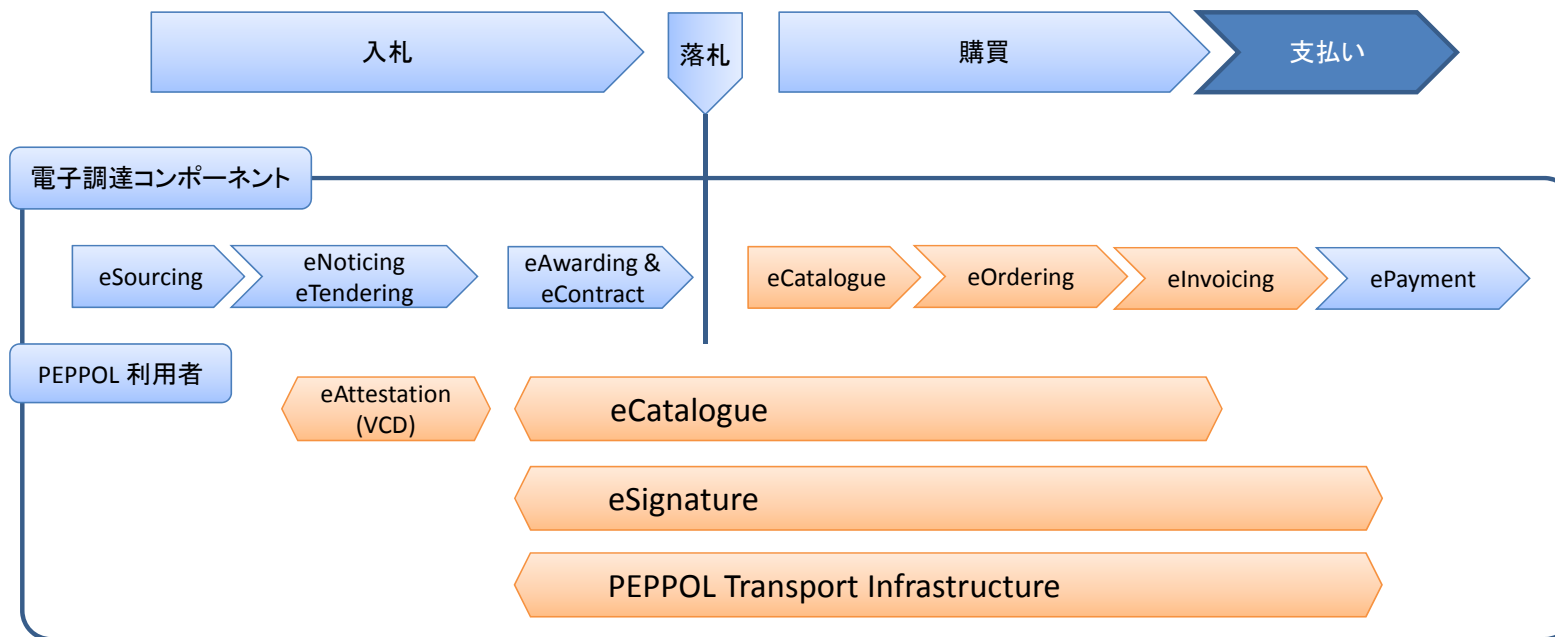 入札
落札
購買
支払い
電子調達コンポーネント
eSourcing
eNoticing
eTendering
eAwarding &
eContract
eCatalogue
eOrdering
eInvoicing
ePayment
PEPPOL 利用者
eAttestation
(VCD)
eCatalogue
eSignature
PEPPOL Transport Infrastructure